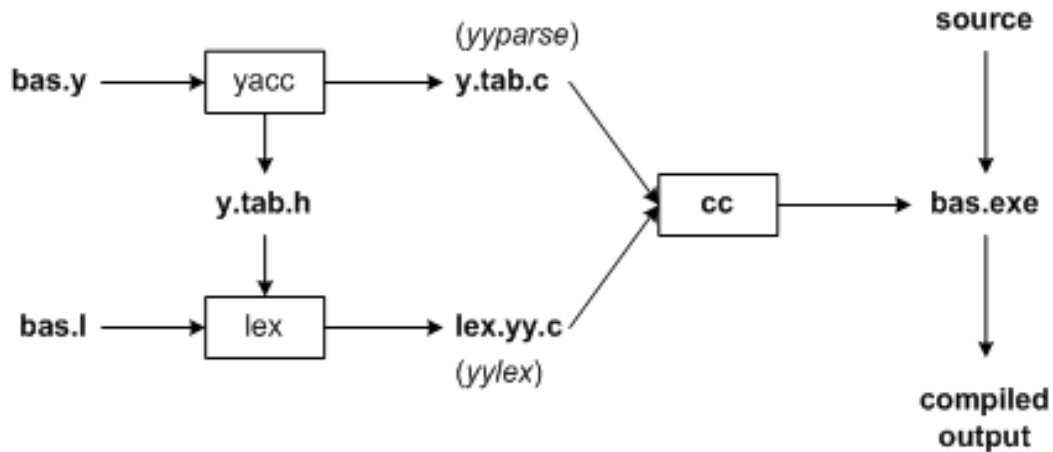 (yyparse)
source
bas.y
yacc
y.tab.c
y.tab.h
cc
bas.exe
bas.l
lex
lex.yy.c
(yylex)
compiled
output